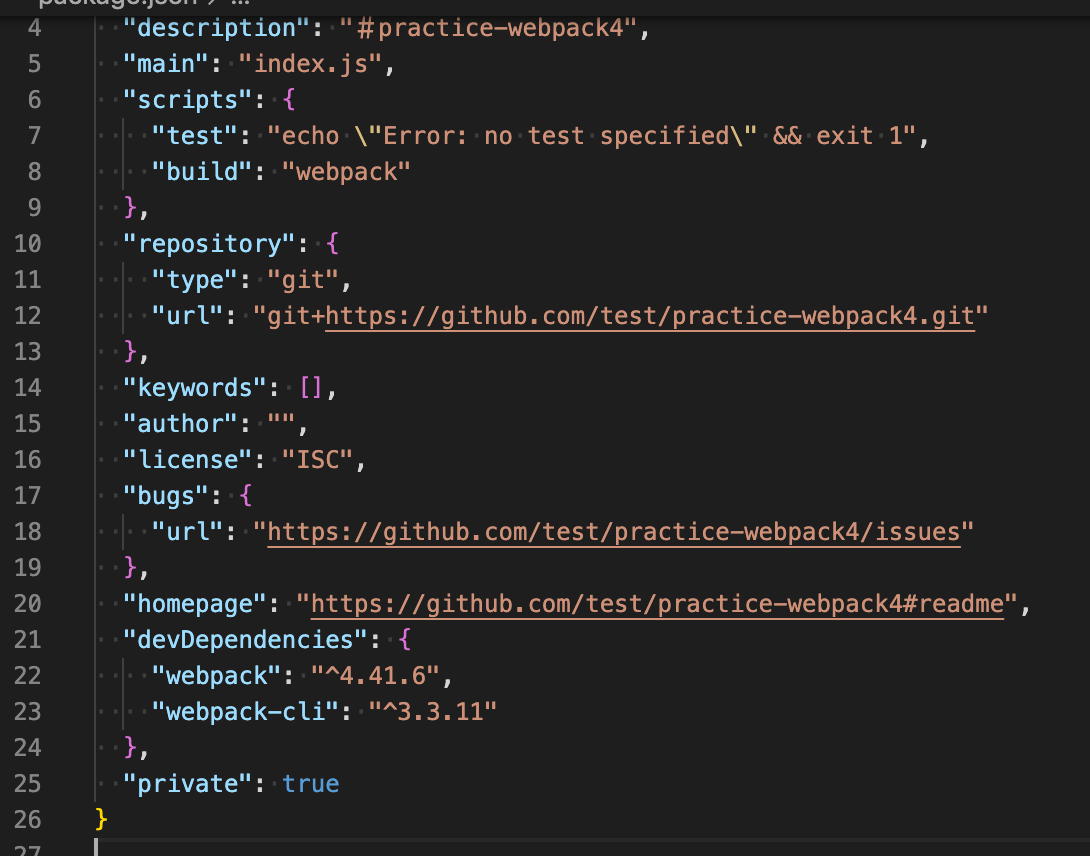 package.json > ...
4 "description": "#practice-webpack4",
5 "main": "index.js",
6 "scripts": {
7 "test": "echo \"Error: no test specified\" && exit 1",
8 "build": "webpack"
9 },
10 "repository": {
11 "type": "git",
12 "url": "git+https://github.com/test/practice-webpack4.git"
13 },
14 "keywords": [],
15 "author": "",
16 "license": "ISC",
17 "bugs": {
18 "url": "https://github.com/test/practice-webpack4/issues"
19 },
20 "homepage": "https://github.com/test/practice-webpack4#readme",
21 "devDependencies": {
22 "webpack": "^4.41.6",
23 "webpack-cli": "^3.3.11"
24 },
25 "private": true
26 }
27